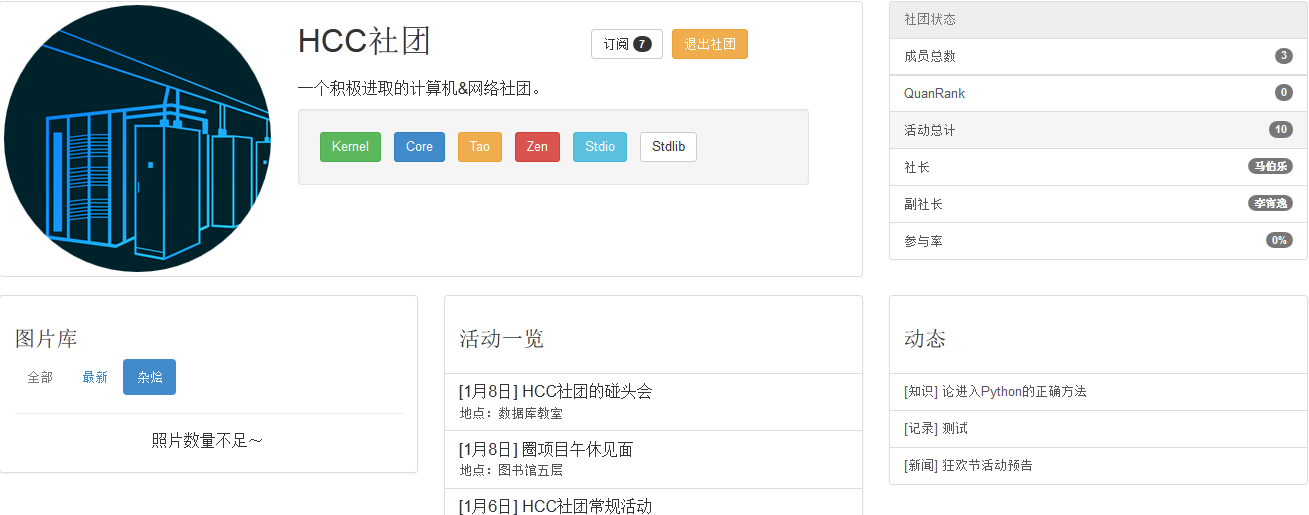 HCC社团
订阅 7 退出社团
一个积极进取的计算机&网络社团。
Kernel Core Tao Zen Stdio Stdlib
社团状态
成员总数 3
QuanRank 0
活动总计 10
社长 马伯乐
副社长 李宵逸
参与率 0%
图片库
全部 最新 杂烩
照片数量不足～
活动一览
[1月8日] HCC社团的碰头会
地点：数据库教室
[1月8日] 圈项目午休见面
地点：图书馆五层
[1月6日] HCC社团常规活动
动态
[知识] 论进入Python的正确方法
[记录] 测试
[新闻] 狂欢节活动预告